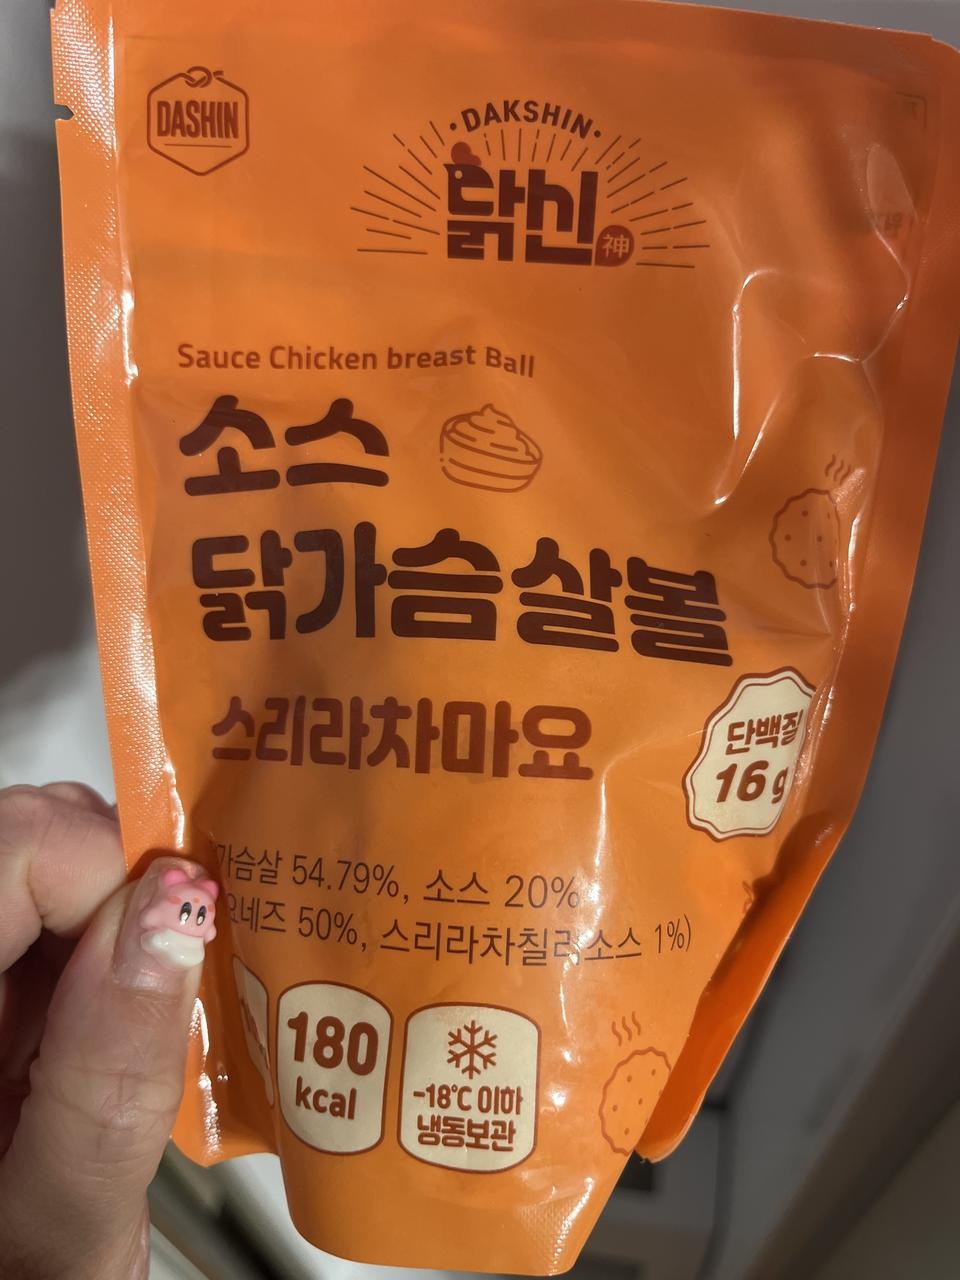 DASHIN
DAKSHIN
닭신
神
Sauce Chicken breast Ball
소스
닭가슴살볼
스리라차마요
단백질
16 g
가슴살 54.79%, 소스 20%
요네즈 50%, 스리라차칠리소스 1%)
180
kcal
-18℃ 이하
냉동보관